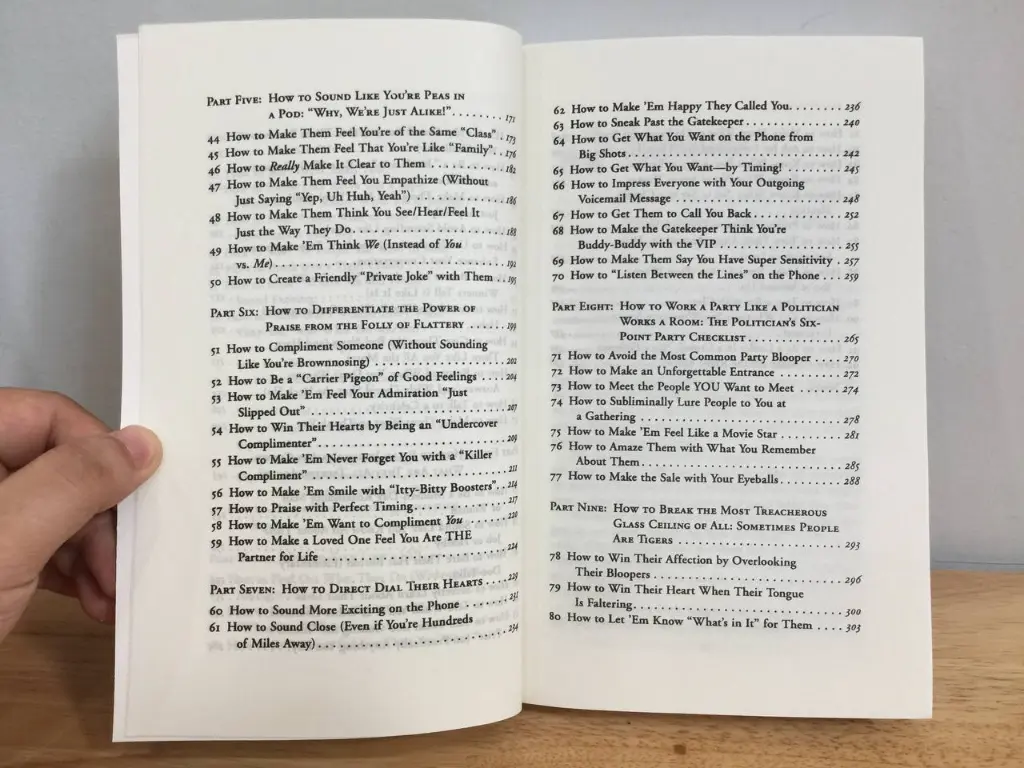 PART FIVE: HOW TO SOUND LIKE YOU'RE PEAS IN
A POD: "WHY, WE'RE JUST ALIKE!". . . . . . . . 171
44 How to Make Them Feel You're of the Same "Class" . 173
45 How to Make Them Feel That You're Like "Family". . 176
46 How to Really Make It Clear to Them . . . . . . . . . . . . 182
47 How to Make Them Feel You Empathize (Without
Just Saying "Yep, Uh Huh, Yeah") . . . . . . . . . . . . . 186
48 How to Make Them Think You See/Hear/Feel It
Just the Way They Do. . . . . . . . . . . . . . . . . . . . . 188
49 How to Make 'Em Think We (Instead of You
vs. Me) . . . . . . . . . . . . . . . . . . . . . . . . . . . . . . . . 191
50 How to Create a Friendly "Private Joke" with Them . . 195
PART SIX: HOW TO DIFFERENTIATE THE POWER OF
PRAISE FROM THE FOLLY OF FLATTERY . . . . . . 199
51 How to Compliment Someone (Without Sounding
Like You're Brownnosing) . . . . . . . . . . . . . . . . . . . 202
52 How to Be a "Carrier Pigeon" of Good Feelings . . . . 204
53 How to Make 'Em Feel Your Admiration "Just
Slipped Out" . . . . . . . . . . . . . . . . . . . . . . . . . . . . 207
54 How to Win Their Hearts by Being an "Undercover
Complimenter". . . . . . . . . . . . . . . . . . . . . . . . . . . 209
55 How to Make 'Em Never Forget You with a "Killer
Compliment" . . . . . . . . . . . . . . . . . . . . . . . . . . . . 211
56 How to Make 'Em Smile with "Itty-Bitty Boosters". . 214
57 How to Praise with Perfect Timing. . . . . . . . . . . . . . . 217
58 How to Make 'Em Want to Compliment You . . . . . . 220
59 How to Make a Loved One Feel You Are THE
Partner for Life . . . . . . . . . . . . . . . . . . . . . . . . . . 224
PART SEVEN: HOW TO DIRECT DIAL THEIR HEARTS . . . . 229
60 How to Sound More Exciting on the Phone . . . . . . . . 231
61 How to Sound Close (Even if You're Hundreds
of Miles Away) . . . . . . . . . . . . . . . . . . . . . . . . . . . 234
62 How to Make 'Em Happy They Called You. . . . . . . . . 236
63 How to Sneak Past the Gatekeeper . . . . . . . . . . . . . . . 240
64 How to Get What You Want on the Phone from
Big Shots . . . . . . . . . . . . . . . . . . . . . . . . . . . . . . . 242
65 How to Get What You Want—by Timing! . . . . . . . . . 245
66 How to Impress Everyone with Your Outgoing
Voicemail Message . . . . . . . . . . . . . . . . . . . . . . . . 248
67 How to Get Them to Call You Back . . . . . . . . . . . . . . 252
68 How to Make the Gatekeeper Think You're
Buddy-Buddy with the VIP . . . . . . . . . . . . . . . . . . 255
69 How to Make Them Say You Have Super Sensitivity . 257
70 How to "Listen Between the Lines" on the Phone . . . 259
PART EIGHT: HOW TO WORK A PARTY LIKE A POLITICIAN
WORKS A ROOM: THE POLITICIAN'S SIX-
POINT PARTY CHECKLIST . . . . . . . . . . . . . . . . 265
71 How to Avoid the Most Common Party Blooper . . . . 270
72 How to Make an Unforgettable Entrance . . . . . . . . . . 272
73 How to Meet the People YOU Want to Meet . . . . . . . 274
74 How to Subliminally Lure People to You at
a Gathering . . . . . . . . . . . . . . . . . . . . . . . . . . . . . 278
75 How to Make 'Em Feel Like a Movie Star . . . . . . . . . 281
76 How to Amaze Them with What You Remember
About Them. . . . . . . . . . . . . . . . . . . . . . . . . . . . . 285
77 How to Make the Sale with Your Eyeballs . . . . . . . . . 288
PART NINE: HOW TO BREAK THE MOST TREACHEROUS
GLASS CEILING OF ALL: SOMETIMES PEOPLE
ARE TIGERS . . . . . . . . . . . . . . . . . . . . . . . . . 293
78 How to Win Their Affection by Overlooking
Their Bloopers . . . . . . . . . . . . . . . . . . . . . . . . . . . 296
79 How to Win Their Heart When Their Tongue
Is Faltering. . . . . . . . . . . . . . . . . . . . . . . . . . . . . . 300
80 How to Let 'Em Know "What's in It" for Them . . . . 303